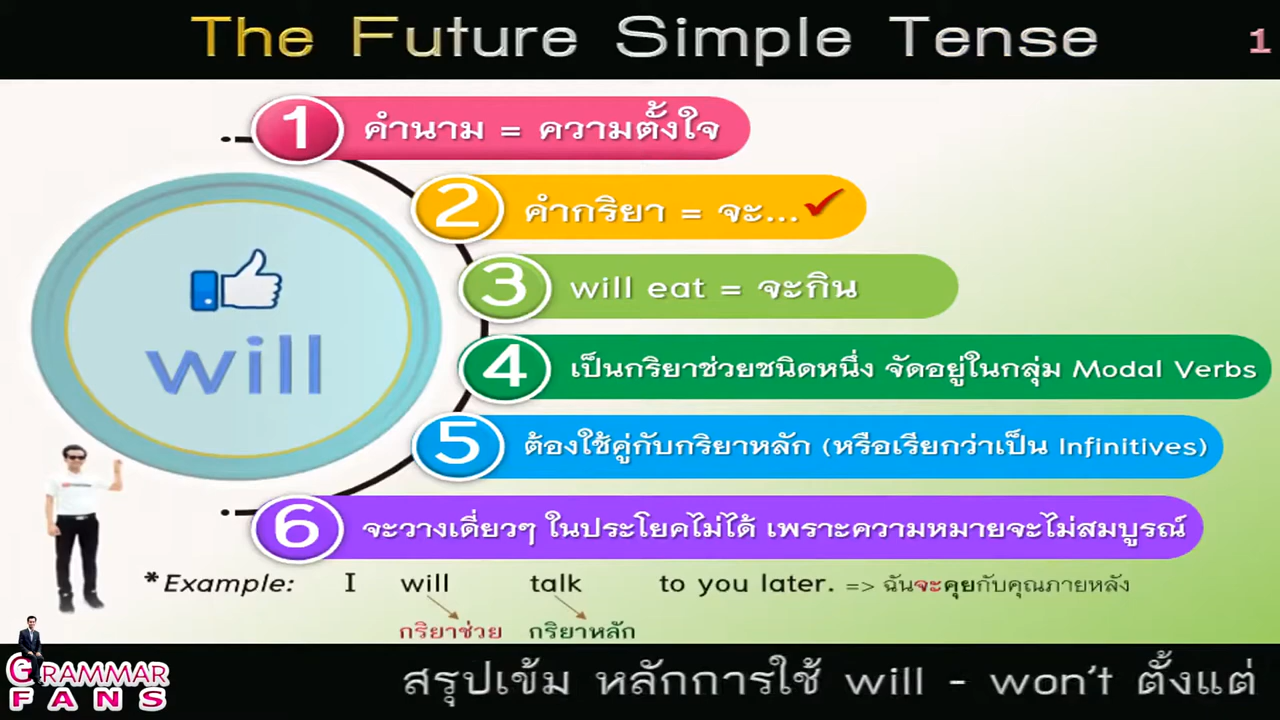 The Future Simple Tense
1
1 คำนาม = ความตั้งใจ
2 คำกริยา = จะ...✓
3 will eat = จะกิน
will
4 เป็นกริยาช่วยชนิดหนึ่ง จัดอยู่ในกลุ่ม Modal Verbs
5 ต้องใช้คู่กับกริยาหลัก (หรือเรียกว่าเป็น Infinitives)
6 จะวางเดี่ยวๆ ในประโยคไม่ได้ เพราะความหมายจะไม่สมบูรณ์
*Example: I will talk to you later. => ฉันจะคุยกับคุณภายหลัง
กริยาช่วย กริยาหลัก
GRAMMAR
FANS
สรุปเข้ม หลักการใช้ will - won't ตั้งแต่